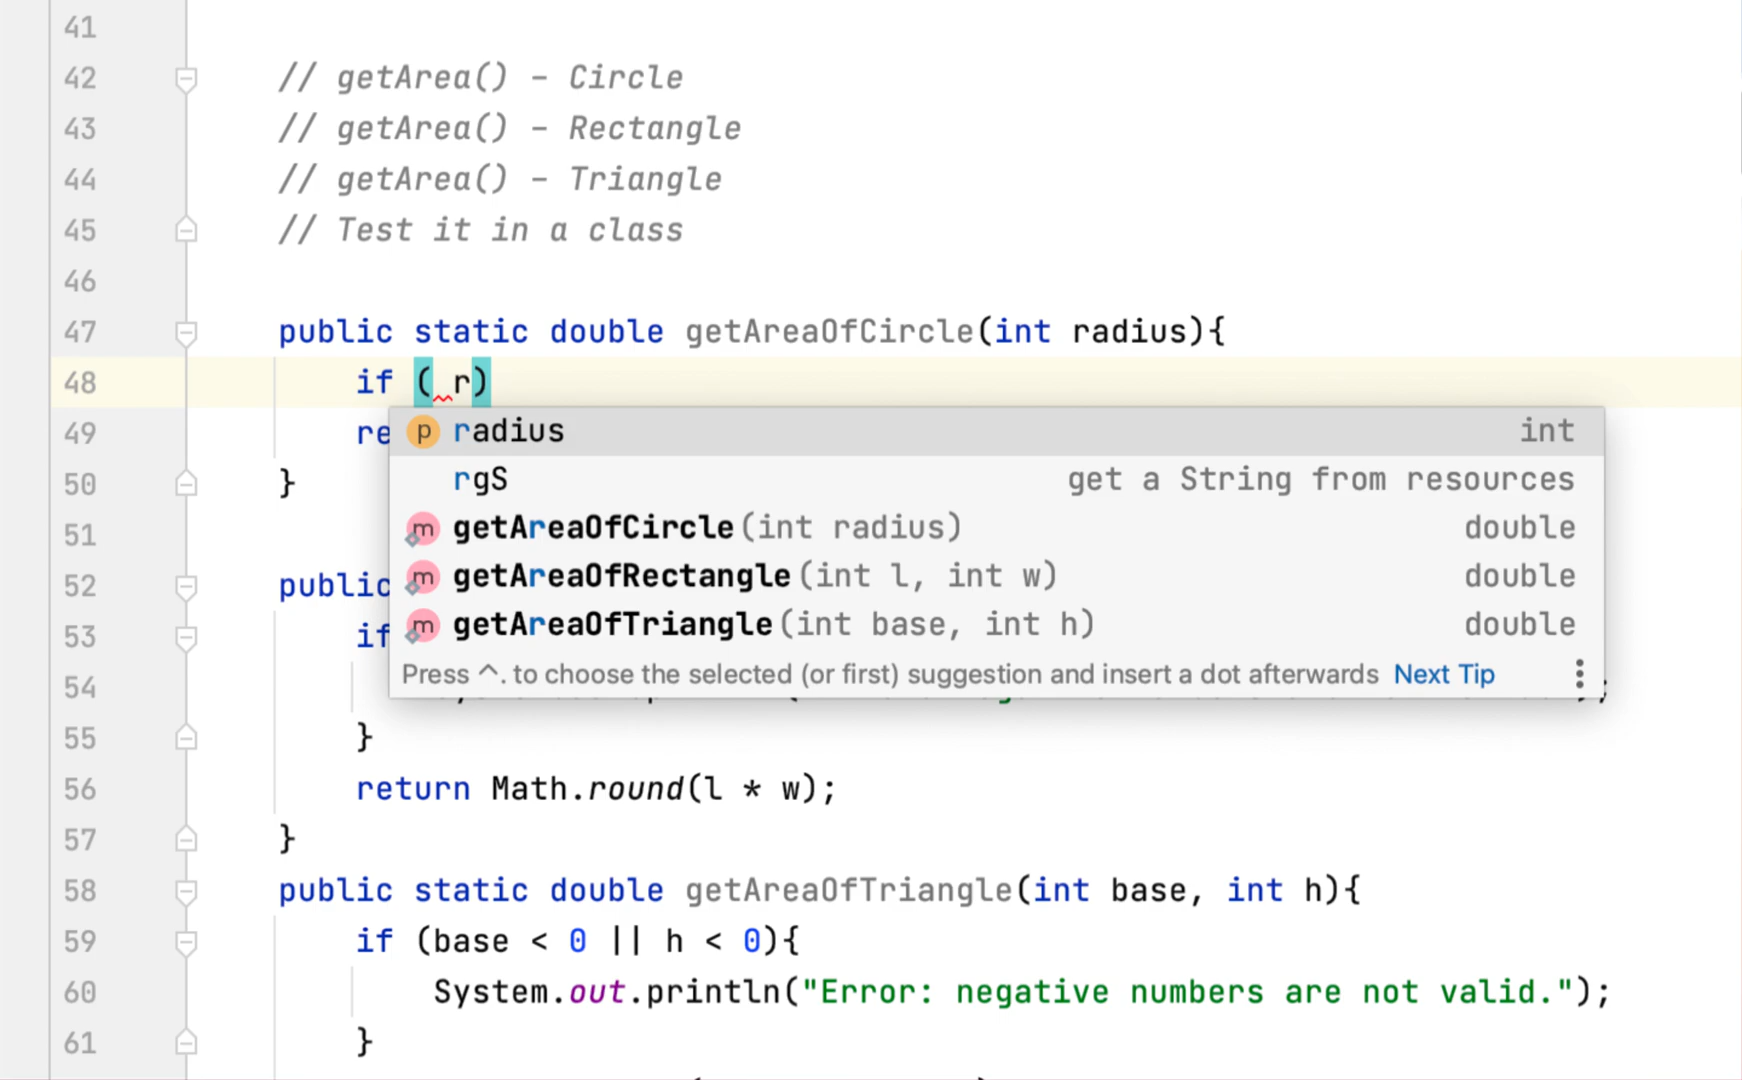 41
42 // getArea() - Circle
43 // getArea() - Rectangle
44 // getArea() - Triangle
45 // Test it in a class
46
47 public static double getAreaOfCircle(int radius){
48 if ( r)
49 re
p radius int
rgS get a String from resources
50 }
m getAreaOfCircle(int radius) double
51
m getAreaOfRectangle(int l, int w) double
52 public
m getAreaOfTriangle(int base, int h) double
53 if
Press ^. to choose the selected (or first) suggestion and insert a dot afterwards Next Tip
54
55 }
56 return Math.round(l * w);
57 }
58 public static double getAreaOfTriangle(int base, int h){
59 if (base < 0 || h < 0){
60 System.out.println("Error: negative numbers are not valid.");
61 }